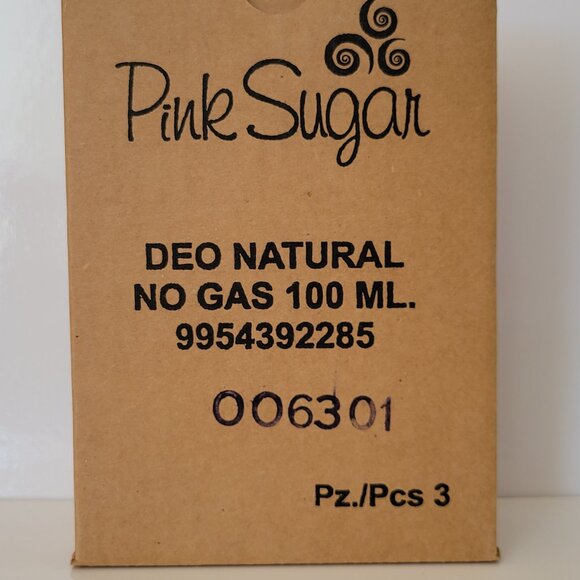 Pink Sugar
DEO NATURAL
NO GAS 100 ML.
9954392285
006301
Pz./Pcs 3